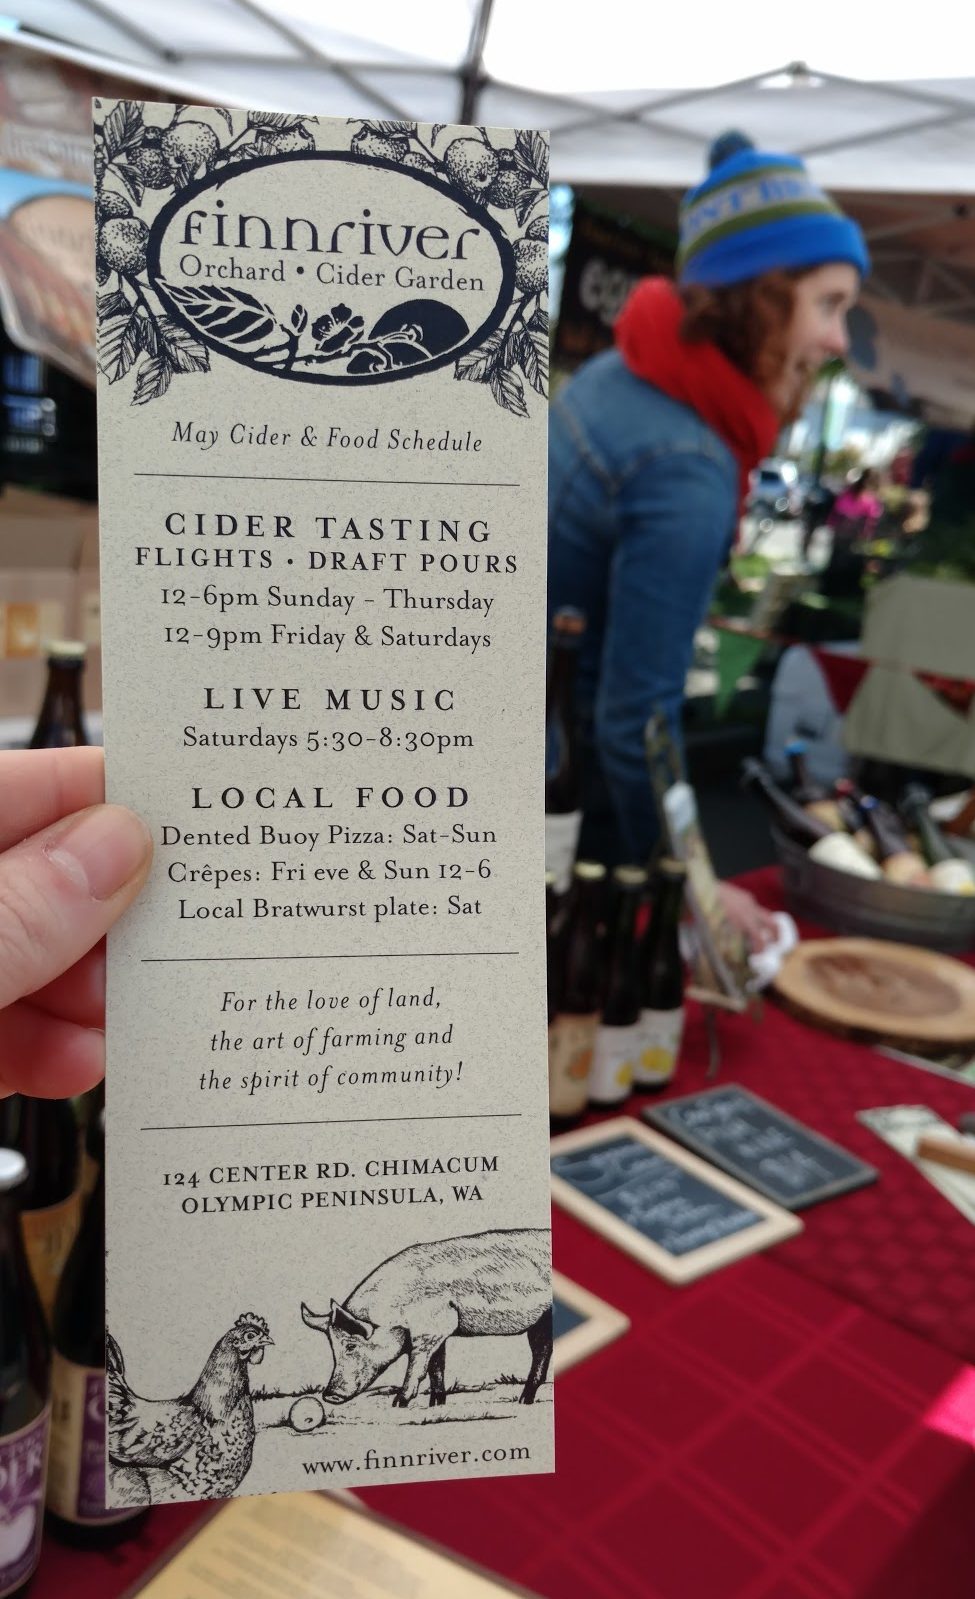 finnriver
Orchard • Cider Garden
May Cider & Food Schedule
CIDER TASTING
FLIGHTS • DRAFT POURS
12-6pm Sunday - Thursday
12-9pm Friday & Saturdays
LIVE MUSIC
Saturdays 5:30-8:30pm
LOCAL FOOD
Dented Buoy Pizza: Sat-Sun
Crêpes: Fri eve & Sun 12-6
Local Bratwurst plate: Sat
For the love of land,
the art of farming and
the spirit of community!
124 CENTER RD. CHIMACUM
OLYMPIC PENINSULA, WA
www.finnriver.com